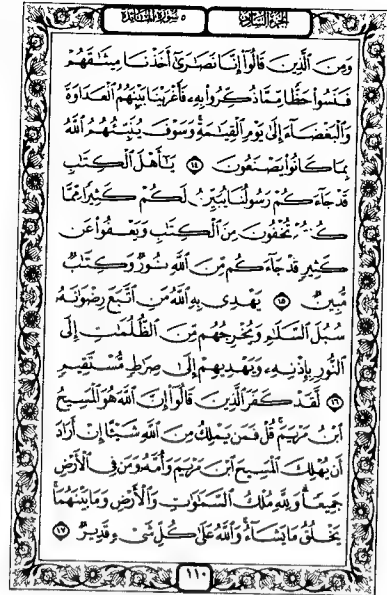 الجزء السادس
٥ سورة المائدة
وَمِنَ ٱلَّذِينَ قَالُوٓا۟ إِنَّا نَصَـٰرَىٰٓ أَخَذْنَا مِيثَـٰقَهُمْ
فَنَسُوا۟ حَظًّا مِّمَّا ذُكِّرُوا۟ بِهِۦ فَأَغْرَيْنَا بَيْنَهُمُ ٱلْعَدَاوَةَ
وَٱلْبَغْضَآءَ إِلَىٰ يَوْمِ ٱلْقِيَـٰمَةِ وَسَوْفَ يُنَبِّئُهُمُ ٱللَّهُ
بِمَا كَانُوا۟ يَصْنَعُونَ ١٤ يَـٰٓأَهْلَ ٱلْكِتَـٰبِ
قَدْ جَآءَكُمْ رَسُولُنَا يُبَيِّنُ لَكُمْ كَثِيرًا مِّمَّا
كُنتُمْ تُخْفُونَ مِنَ ٱلْكِتَـٰبِ وَيَعْفُوا۟ عَن
كَثِيرٍ قَدْ جَآءَكُم مِّنَ ٱللَّهِ نُورٌ وَكِتَـٰبٌ
مُّبِينٌ ١٥ يَهْدِى بِهِ ٱللَّهُ مَنِ ٱتَّبَعَ رِضْوَٰنَهُۥ
سُبُلَ ٱلسَّلَـٰمِ وَيُخْرِجُهُم مِّنَ ٱلظُّلُمَـٰتِ إِلَى
ٱلنُّورِ بِإِذْنِهِۦ وَيَهْدِيهِمْ إِلَىٰ صِرَٰطٍ مُّسْتَقِيمٍ
١٦ لَّقَدْ كَفَرَ ٱلَّذِينَ قَالُوٓا۟ إِنَّ ٱللَّهَ هُوَ ٱلْمَسِيحُ
ٱبْنُ مَرْيَمَ قُلْ فَمَن يَمْلِكُ مِنَ ٱللَّهِ شَيْـًٔا إِنْ أَرَادَ
أَن يُهْلِكَ ٱلْمَسِيحَ ٱبْنَ مَرْيَمَ وَأُمَّهُۥ وَمَن فِى ٱلْأَرْضِ
جَمِيعًا وَلِلَّهِ مُلْكُ ٱلسَّمَـٰوَٰتِ وَٱلْأَرْضِ وَمَا بَيْنَهُمَا
يَخْلُقُ مَا يَشَآءُ وَٱللَّهُ عَلَىٰ كُلِّ شَىْءٍ قَدِيرٌ ١٧
١١٠